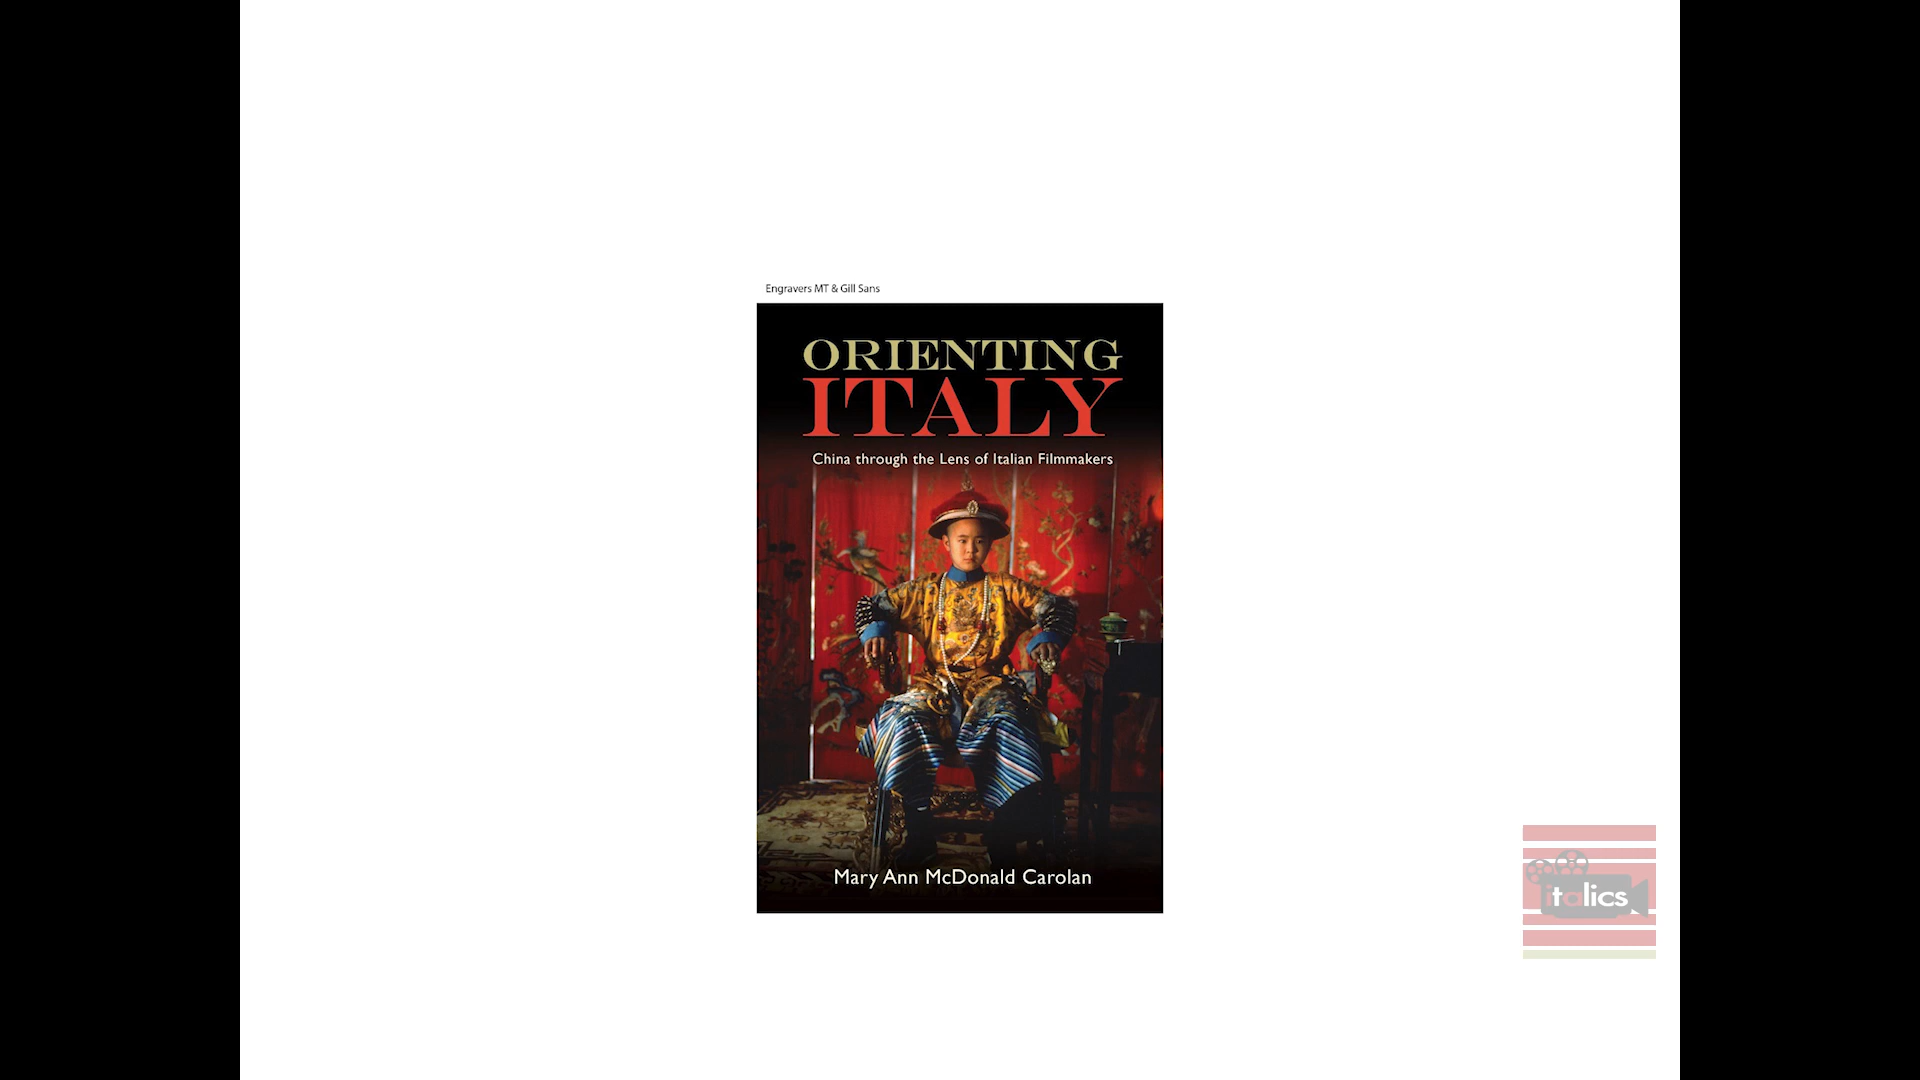 Engravers MT & Gill Sans
ORIENTING
ITALY
China through the Lens of Italian Filmmakers
Mary Ann McDonald Carolan
italics